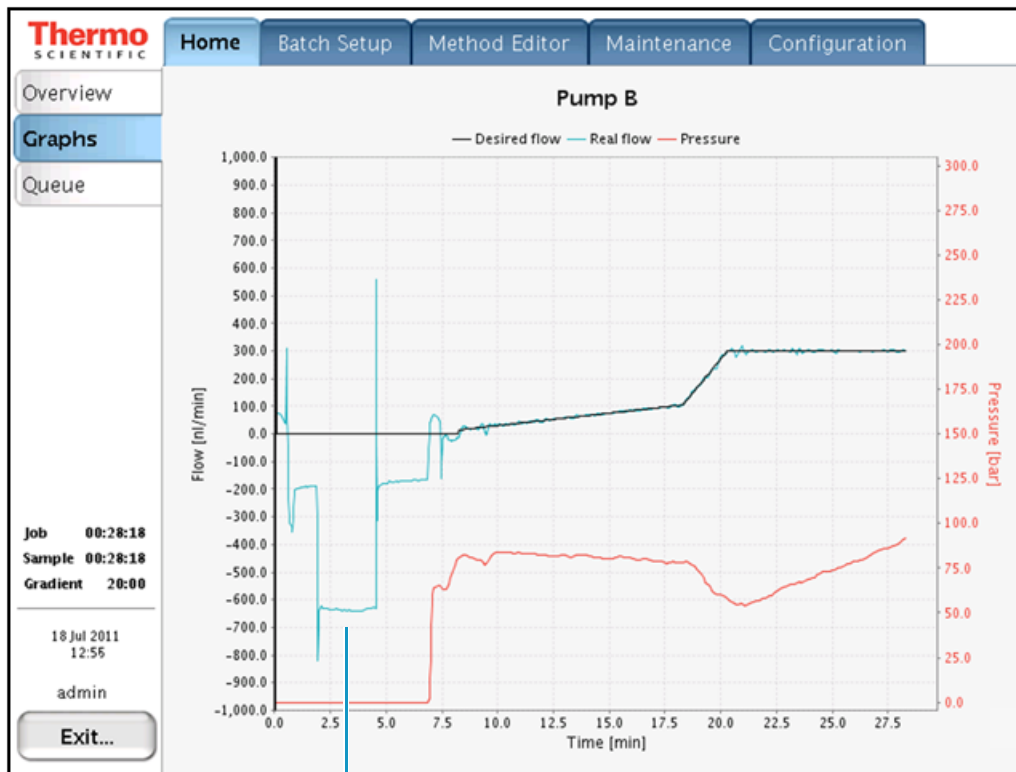 Thermo
SCIENTIFIC
Home
Batch Setup
Method Editor
Maintenance
Configuration
Overview
Graphs
Queue
Pump B
Desired flow
Real flow
Pressure
1,000.0
900.0
800.0
700.0
600.0
500.0
400.0
300.0
200.0
100.0
0.0
-100.0
-200.0
-300.0
-400.0
-500.0
-600.0
-700.0
-800.0
-900.0
-1,000.0
Flow [nl/min]
300.0
275.0
250.0
225.0
200.0
175.0
150.0
125.0
100.0
75.0
50.0
25.0
0.0
Pressure [bar]
0.0 2.5 5.0 7.5 10.0 12.5 15.0 17.5 20.0 22.5 25.0 27.5
Time [min]
Job 00:28:18
Sample 00:28:18
Gradient 20:00
18 Jul 2011
12:56
admin
Exit...